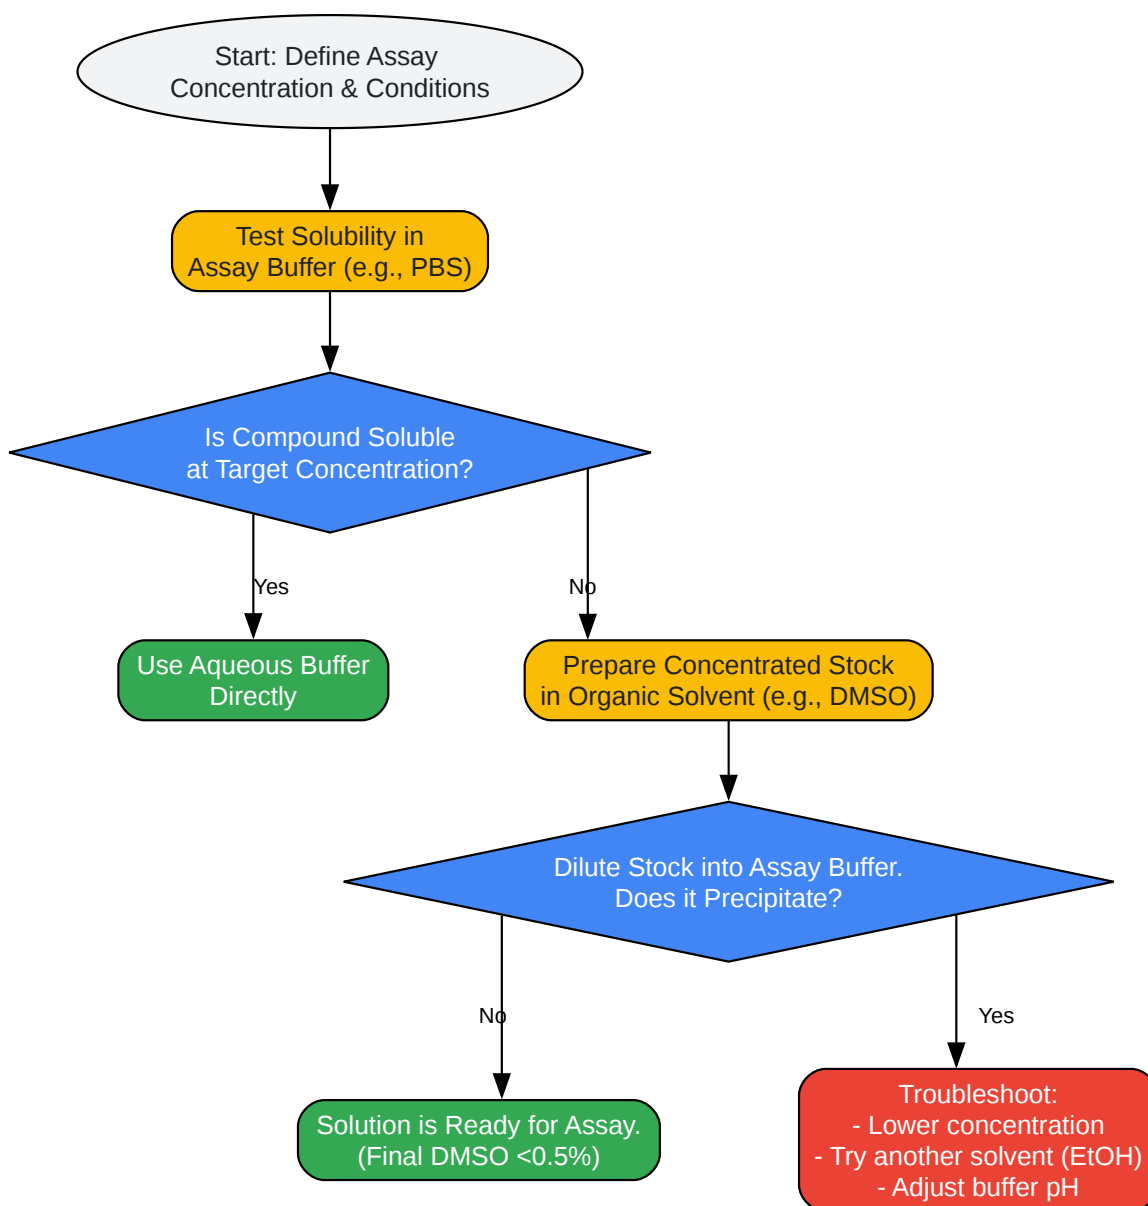 Start: Define Assay
Concentration & Conditions
Test Solubility in
Assay Buffer (e.g., PBS)
Is Compound Soluble
at Target Concentration?
Yes
No
Use Aqueous Buffer
Directly
Prepare Concentrated Stock
in Organic Solvent (e.g., DMSO)
Dilute Stock into Assay Buffer.
Does it Precipitate?
No
Yes
Solution is Ready for Assay.
(Final DMSO <0.5%)
Troubleshoot:
- Lower concentration
- Try another solvent (EtOH)
- Adjust buffer pH